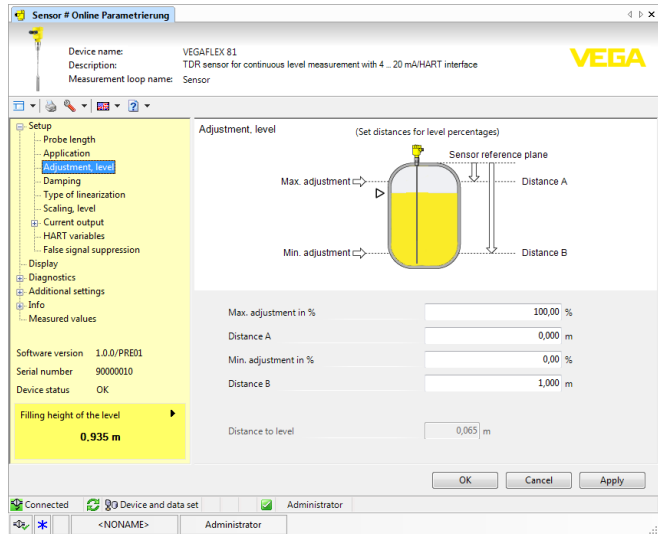 Sensor # Online Parametrierung
Device name: VEGAFLEX 81
Description: TDR sensor for continuous level measurement with 4 .. 20 mA/HART interface
Measurement loop name: Sensor
VEGA
Setup
Probe length
Application
Adjustment, level
Damping
Type of linearization
Scaling, level
Current output
HART variables
False signal suppression
Display
Diagnostics
Additional settings
Info
Measured values
Software version 1.0.0/PRE01
Serial number 90000010
Device status OK
Filling height of the level
0.935 m
Adjustment, level (Set distances for level percentages)
Sensor reference plane
Max. adjustment Distance A
Min. adjustment Distance B
Max. adjustment in % 100,00 %
Distance A 0,000 m
Min. adjustment in % 0,00 %
Distance B 1,000 m
Distance to level 0,065 m
OK Cancel Apply
Connected Device and data set Administrator
<NONAME> Administrator